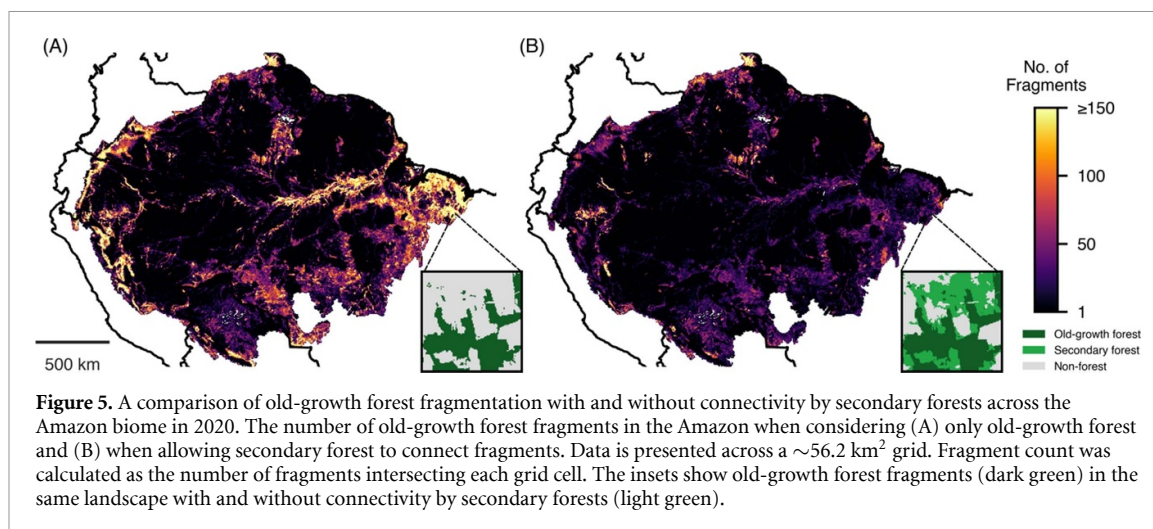 (A)
(B)
No. of
Fragments
≥150
100
50
1
500 km
Old-growth forest
Secondary forest
Non-forest
Figure 5. A comparison of old-growth forest fragmentation with and without connectivity by secondary forests across the
Amazon biome in 2020. The number of old-growth forest fragments in the Amazon when considering (A) only old-growth forest
and (B) when allowing secondary forest to connect fragments. Data is presented across a ∼56.2 km² grid. Fragment count was
calculated as the number of fragments intersecting each grid cell. The insets show old-growth forest fragments (dark green) in the
same landscape with and without connectivity by secondary forests (light green).